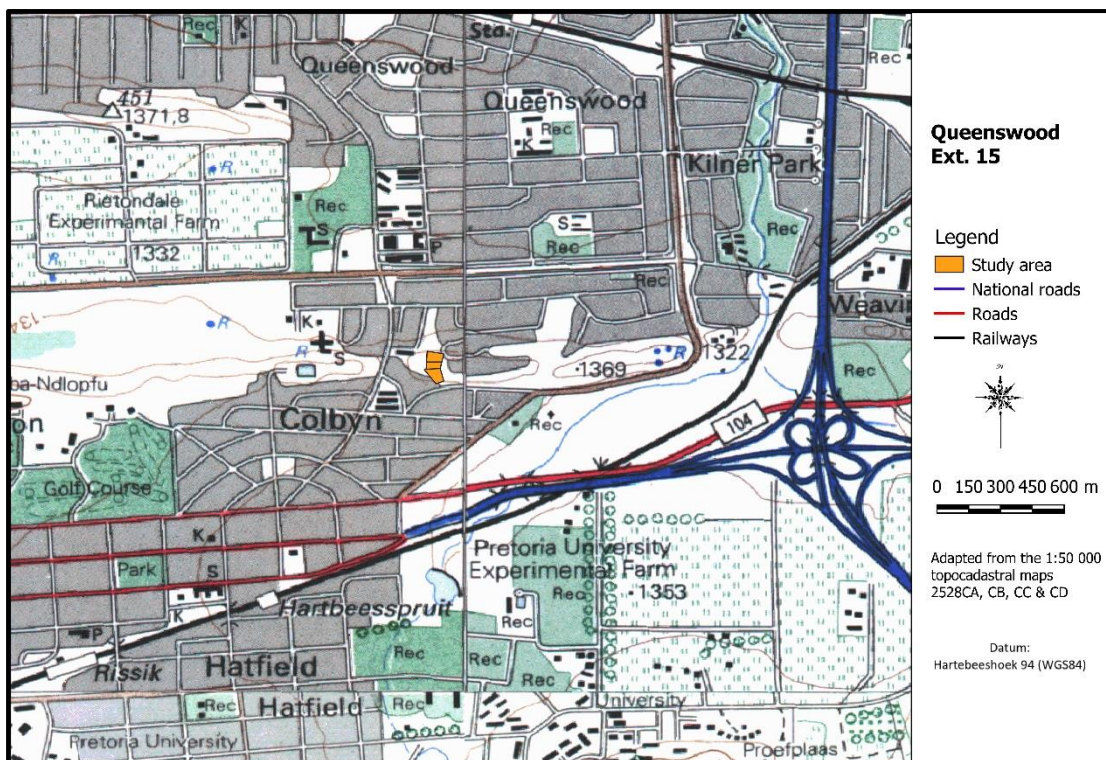 Rec
K
Sta.
Rec
Queenswood
451
1371,8
Queenswood
Rec
K
Kilner Park
R
Rietondale
Experimental Farm
Rec
S
S
Rec
P
1332
R
Rec
Weavin
134
R
K
R
S
R
1322
1369
ba-Ndlopfu
on
Colbyn
Rec
Rec
104
Golf Course
K
Park
S
Pretoria University
Experimental Farm
Rec
1353
K
Hartbeesspruit
Rec
P
Rissik
Hatfield
Rec
Rec
Rec
Rec
Hatfield
Rec
University
Pretoria University
Proefplaas
Queenswood
Ext. 15
Legend
Study area
National roads
Roads
Railways
0 150 300 450 600 m
Adapted from the 1:50 000
topocadastral maps
2528CA, CB, CC & CD
Datum:
Hartebeeshoek 94 (WGS84)